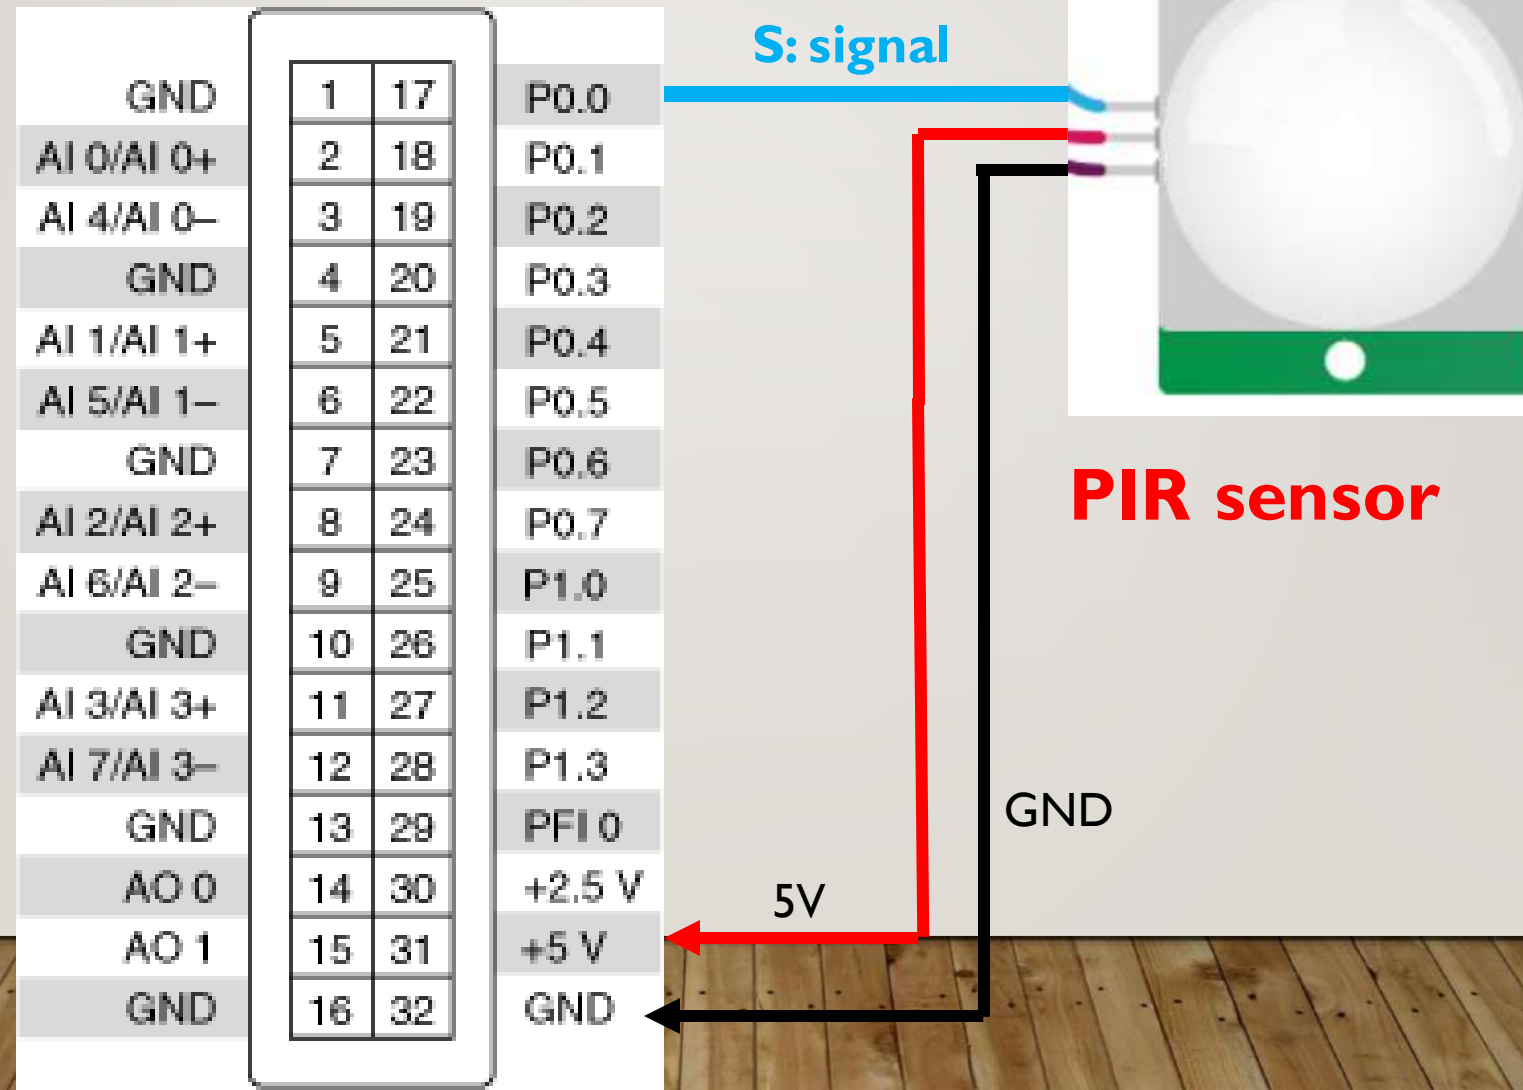 S: signal
GND 1 17 P0.0
AI 0/AI 0+ 2 18 P0.1
AI 4/AI 0– 3 19 P0.2
GND 4 20 P0.3
AI 1/AI 1+ 5 21 P0.4
AI 5/AI 1– 6 22 P0.5
GND 7 23 P0.6
AI 2/AI 2+ 8 24 P0.7
AI 6/AI 2– 9 25 P1.0
GND 10 26 P1.1
AI 3/AI 3+ 11 27 P1.2
AI 7/AI 3– 12 28 P1.3
GND 13 29 PFI 0
AO 0 14 30 +2.5 V
AO 1 15 31 +5 V
GND 16 32 GND
PIR sensor
GND
5V